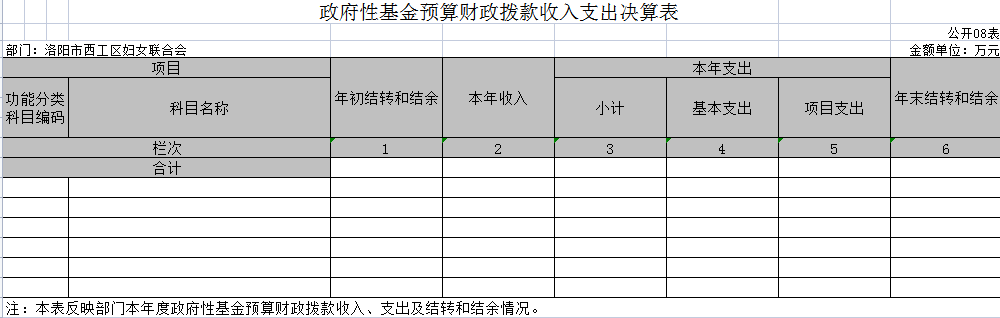 政府性基金预算财政拨款收入支出决算表
公开08表
部门：洛阳市西工区妇女联合会 金额单位：万元
项目 年初结转和结余 本年收入 本年支出 年末结转和结余
功能分类科目编码 科目名称 小计 基本支出 项目支出
栏次 1 2 3 4 5 6
合计
注：本表反映部门本年度政府性基金预算财政拨款收入、支出及结转和结余情况。